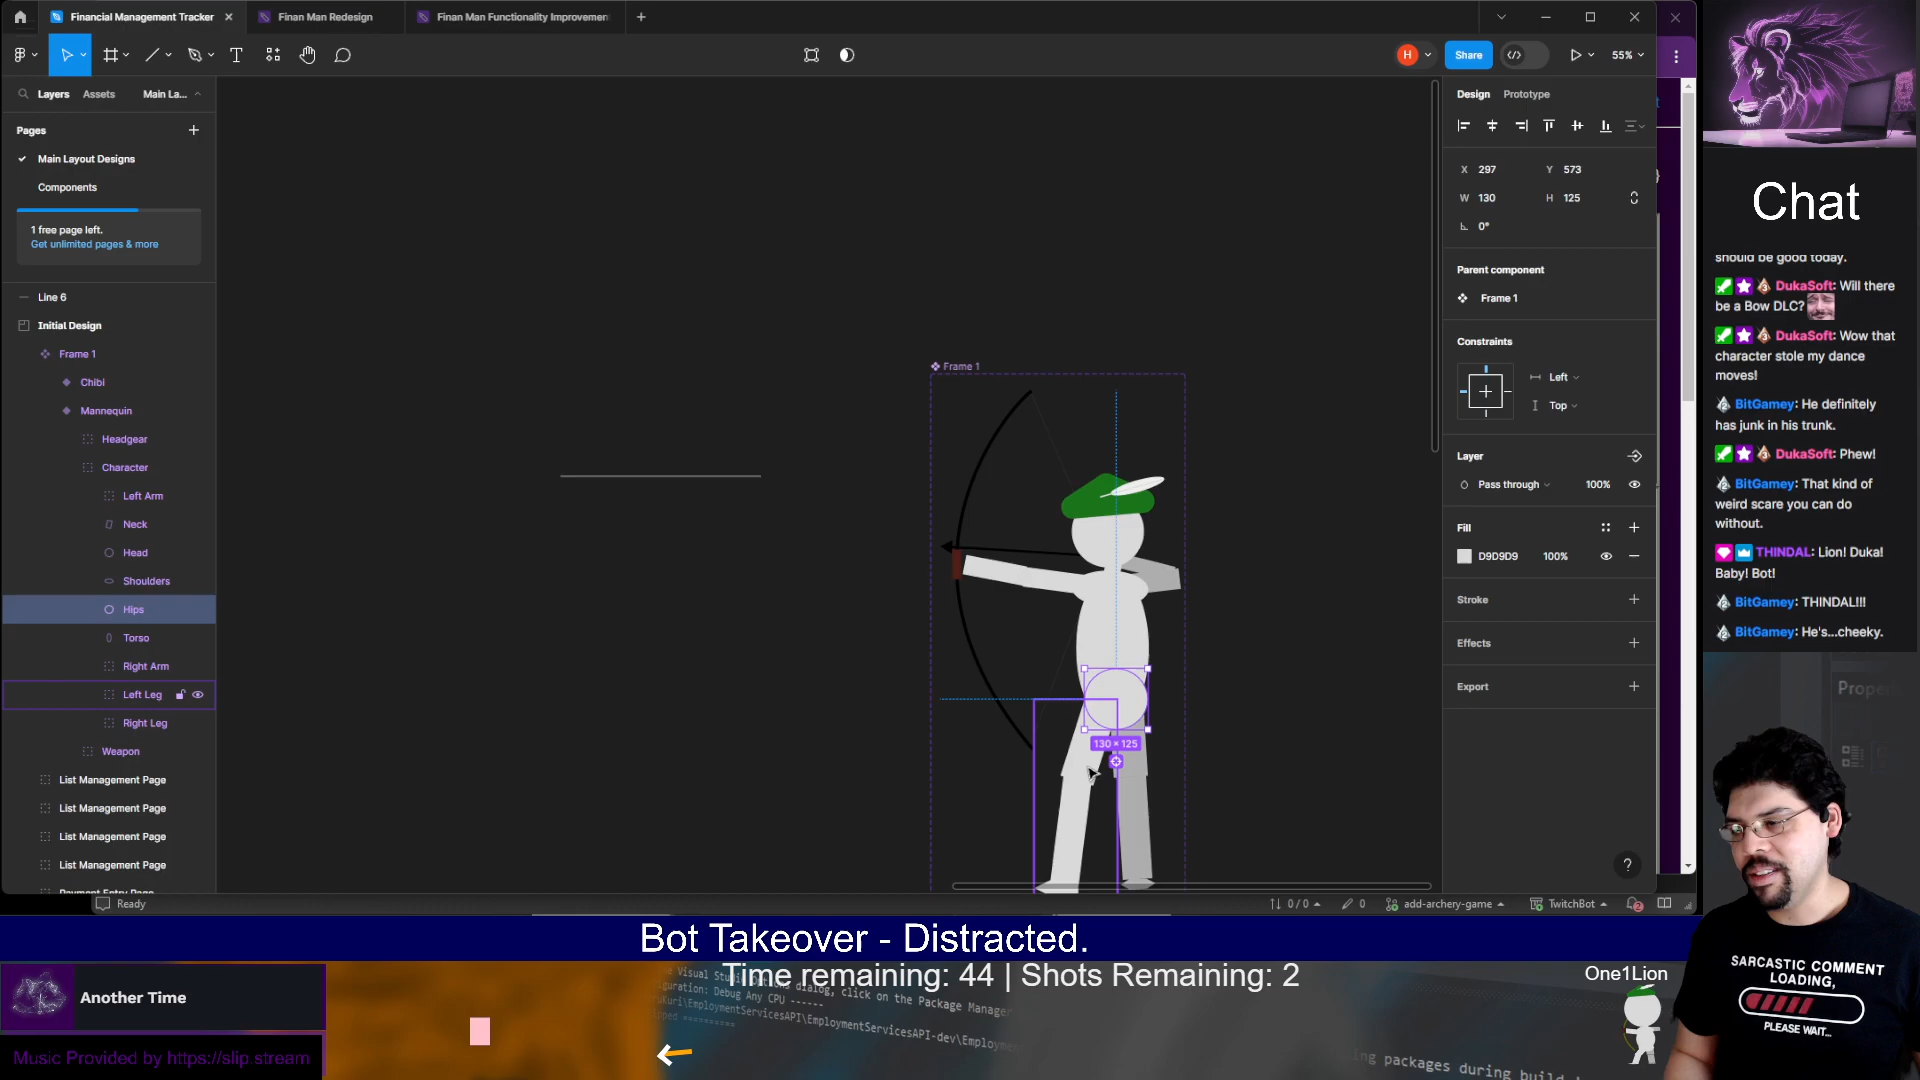 Financial Management Tracker
Finan Man Redesign
Finan Man Functionality Improvemen
Share
55%
H
Layers
Assets
Main La...
Pages
Main Layout Designs
Components
1 free page left.
Get unlimited pages & more
Line 6
Initial Design
Frame 1
Chibi
Mannequin
Headgear
Character
Left Arm
Neck
Head
Shoulders
Hips
Torso
Right Arm
Left Leg
Right Leg
Weapon
List Management Page
List Management Page
List Management Page
List Management Page
Payment Entry Page
Frame 1
130 × 125
Design
Prototype
X 297
Y 573
W 130
H 125
0°
Parent component
Frame 1
Constraints
Left
Top
Layer
Pass through
100%
Fill
D9D9D9
100%
Stroke
Effects
Export
?
Ready
0 / 0
0
add-archery-game
TwitchBot
2
Chat
should be good today.
DukaSoft: Will there
be a Bow DLC?
DukaSoft: Wow that
character stole my dance
moves!
BitGamey: He definitely
has junk in his trunk.
DukaSoft: Phew!
BitGamey: That kind of
weird scare you can do
without.
THINDAL: Lion! Duka!
Baby! Bot!
BitGamey: THINDAL!!!
BitGamey: He's...cheeky.
Bot Takeover - Distracted.
Time remaining: 44 | Shots Remaining: 2
One1Lion
Another Time
Music Provided by https://slip.stream
SARCASTIC COMMENT
LOADING,
PLEASE WAIT...